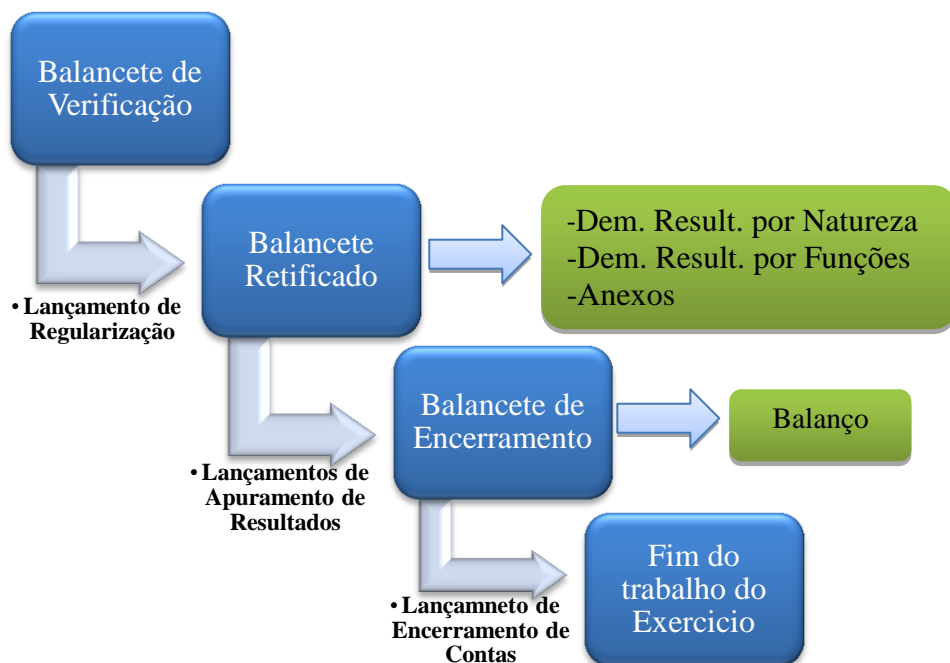 Balancete de
Verificação
• Lançamento de
Regularização
Balancete
Retificado
-Dem. Result. por Natureza
-Dem. Result. por Funções
-Anexos
• Lançamentos de
Apuramento de
Resultados
Balancete de
Encerramento
Balanço
• Lançamneto de
Encerramento de
Contas
Fim do
trabalho do
Exercicio